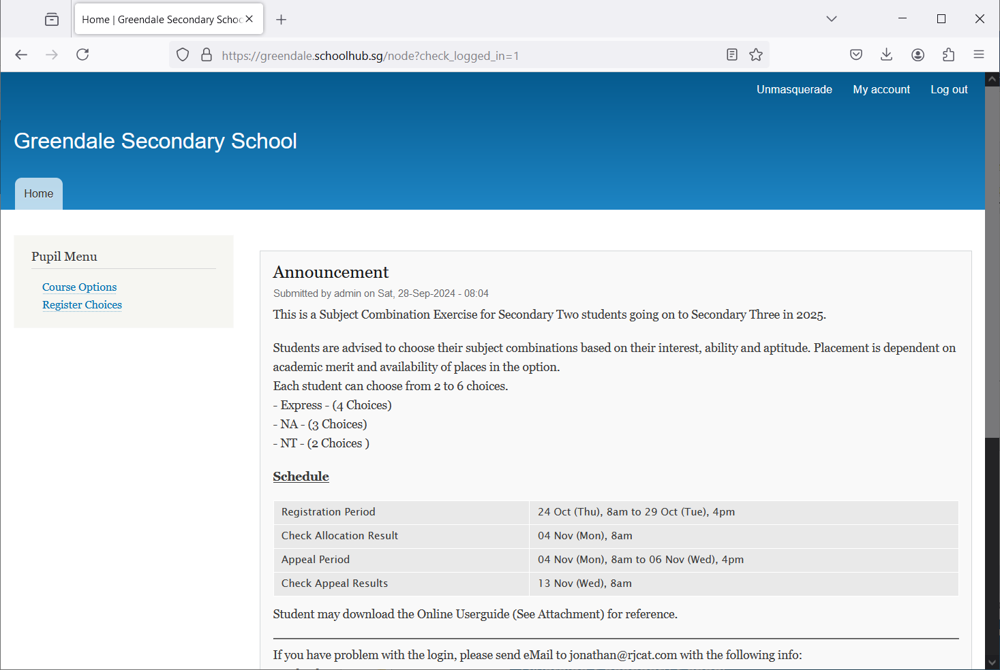 Home | Greendale Secondary Schoo
https://greendale.schoolhub.sg/node?check_logged_in=1
Unmasquerade My account Log out
Greendale Secondary School
Home
Pupil Menu
Course Options
Register Choices
Announcement
Submitted by admin on Sat, 28-Sep-2024 - 08:04
This is a Subject Combination Exercise for Secondary Two students going on to Secondary Three in 2025.
Students are advised to choose their subject combinations based on their interest, ability and aptitude. Placement is dependent on
academic merit and availability of places in the option.
Each student can choose from 2 to 6 choices.
- Express - (4 Choices)
- NA - (3 Choices)
- NT - (2 Choices )
Schedule
Registration Period 24 Oct (Thu), 8am to 29 Oct (Tue), 4pm
Check Allocation Result 04 Nov (Mon), 8am
Appeal Period 04 Nov (Mon), 8am to 06 Nov (Wed), 4pm
Check Appeal Results 13 Nov (Wed), 8am
Student may download the Online Userguide (See Attachment) for reference.
If you have problem with the login, please send eMail to jonathan@rjcat.com with the following info: